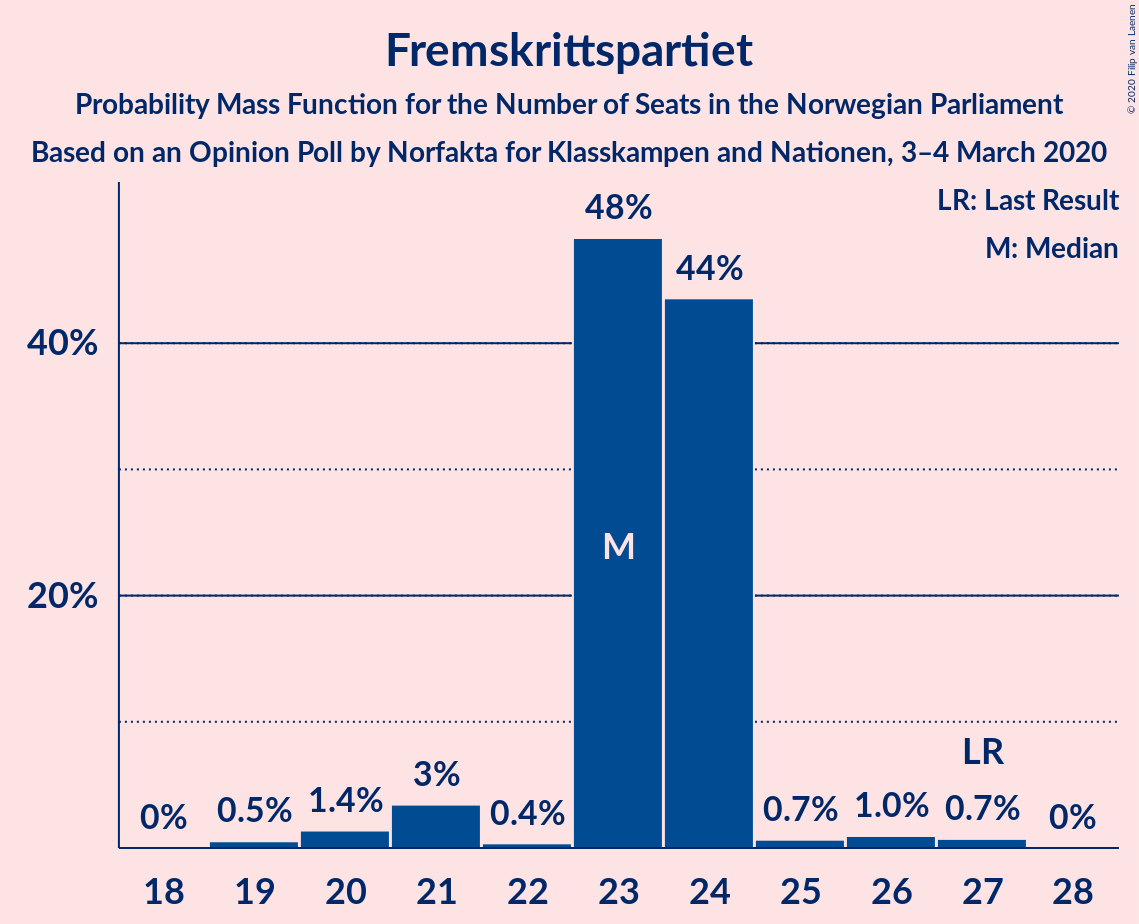 Fremskrittspartiet
Probability Mass Function for the Number of Seats in the Norwegian Parliament
Based on an Opinion Poll by Norfakta for Klasskampen and Nationen, 3–4 March 2020
© 2020 Filip van Laenen
LR: Last Result
M: Median
48%
44%
40%
M
20%
LR
0%
0.5%
1.4%
3%
0.4%
0.7%
1.0%
0.7%
0%
18 19 20 21 22 23 24 25 26 27 28